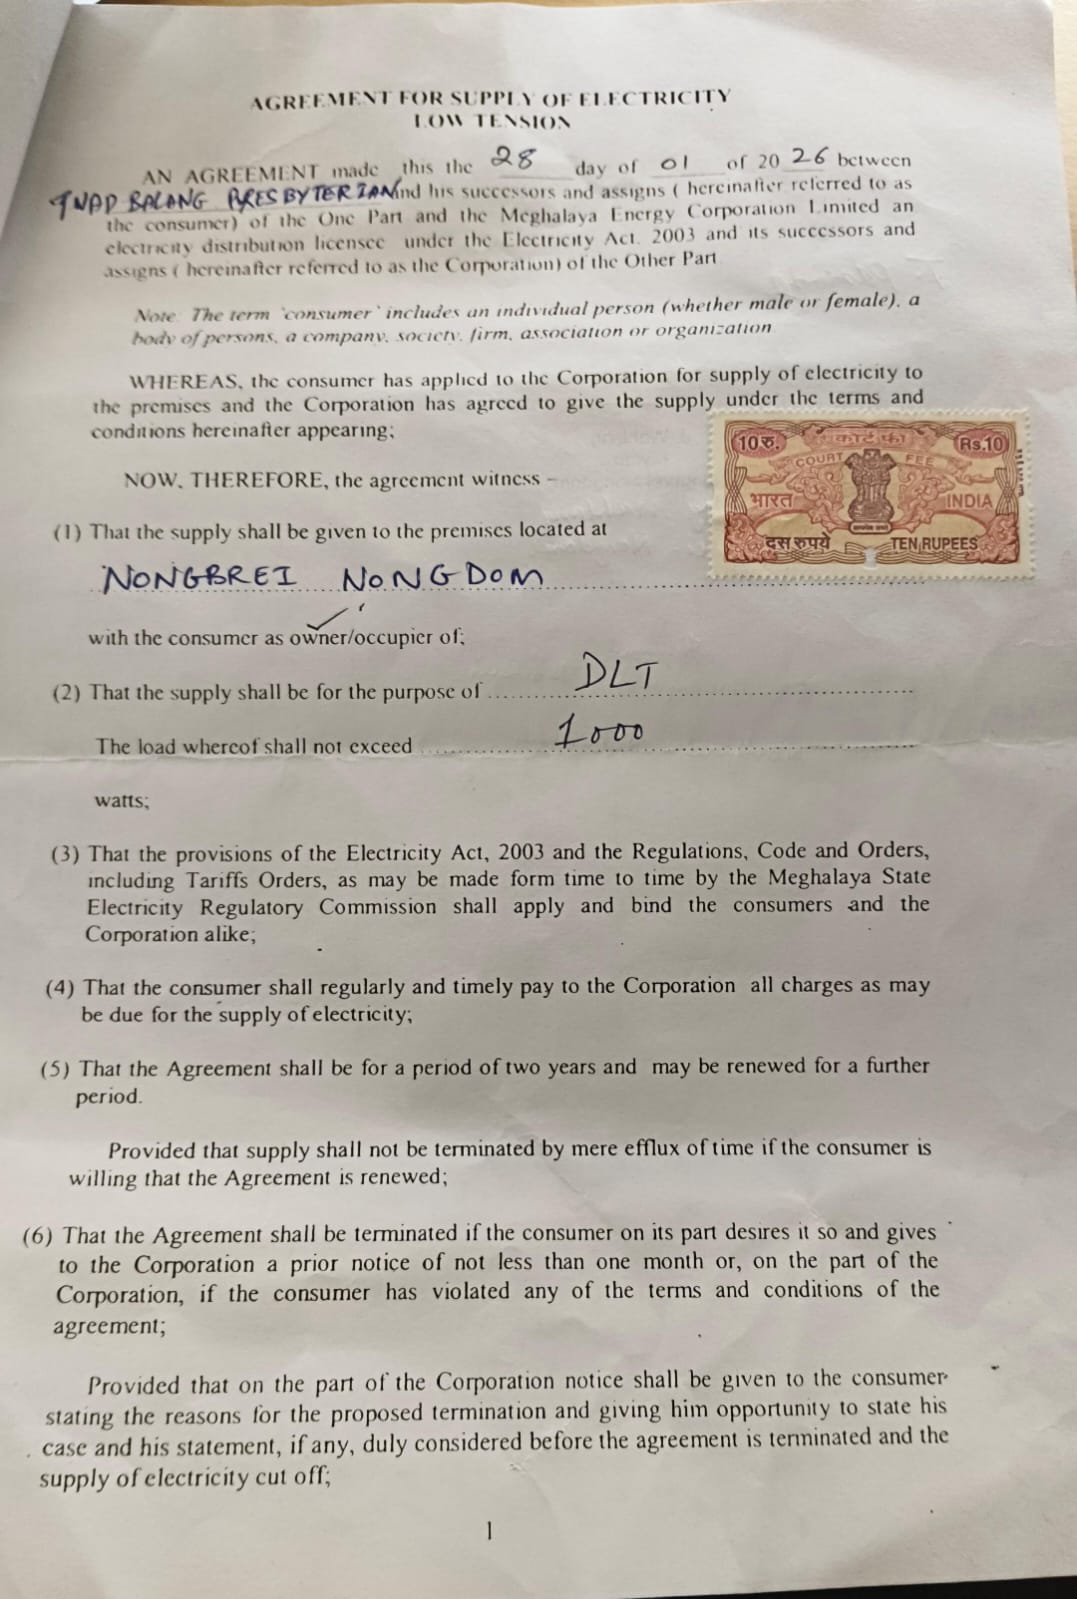 AGREEMENT FOR SUPPLY OF ELECTRICITY
LOW TENSION
AN AGREEMENT made this the 28 day of 01 of 20 26 between
BALANG PRESBYTERIAN and his successors and assigns ( hereinafter referred to as
the consumer) of the One Part and the Meghalaya Energy Corporation Limited an
electricity distribution licensee under the Electricity Act. 2003 and its successors and
assigns ( hereinafter referred to as the Corporation) of the Other Part
Note. The term 'consumer' includes an individual person (whether male or female), a
body of persons, a company, society, firm, association or organization
WHEREAS, the consumer has applied to the Corporation for supply of electricity to
the premises and the Corporation has agreed to give the supply under the terms and
conditions hereinafter appearing;
NOW, THEREFORE, the agreement witness –
10 रु. कोर्ट फी Rs.10
COURT FEE
भारत INDIA
दस रुपये TEN RUPEES
(1) That the supply shall be given to the premises located at
NONGBREI NONGDOM
with the consumer as owner/occupier of;
(2) That the supply shall be for the purpose of DLT
The load whereof shall not exceed 1000
watts;
(3) That the provisions of the Electricity Act, 2003 and the Regulations, Code and Orders,
including Tariffs Orders, as may be made form time to time by the Meghalaya State
Electricity Regulatory Commission shall apply and bind the consumers and the
Corporation alike;
(4) That the consumer shall regularly and timely pay to the Corporation all charges as may
be due for the supply of electricity;
(5) That the Agreement shall be for a period of two years and may be renewed for a further
period.
Provided that supply shall not be terminated by mere efflux of time if the consumer is
willing that the Agreement is renewed;
(6) That the Agreement shall be terminated if the consumer on its part desires it so and gives
to the Corporation a prior notice of not less than one month or, on the part of the
Corporation, if the consumer has violated any of the terms and conditions of the
agreement;
Provided that on the part of the Corporation notice shall be given to the consumer
stating the reasons for the proposed termination and giving him opportunity to state his
case and his statement, if any, duly considered before the agreement is terminated and the
supply of electricity cut off;
1